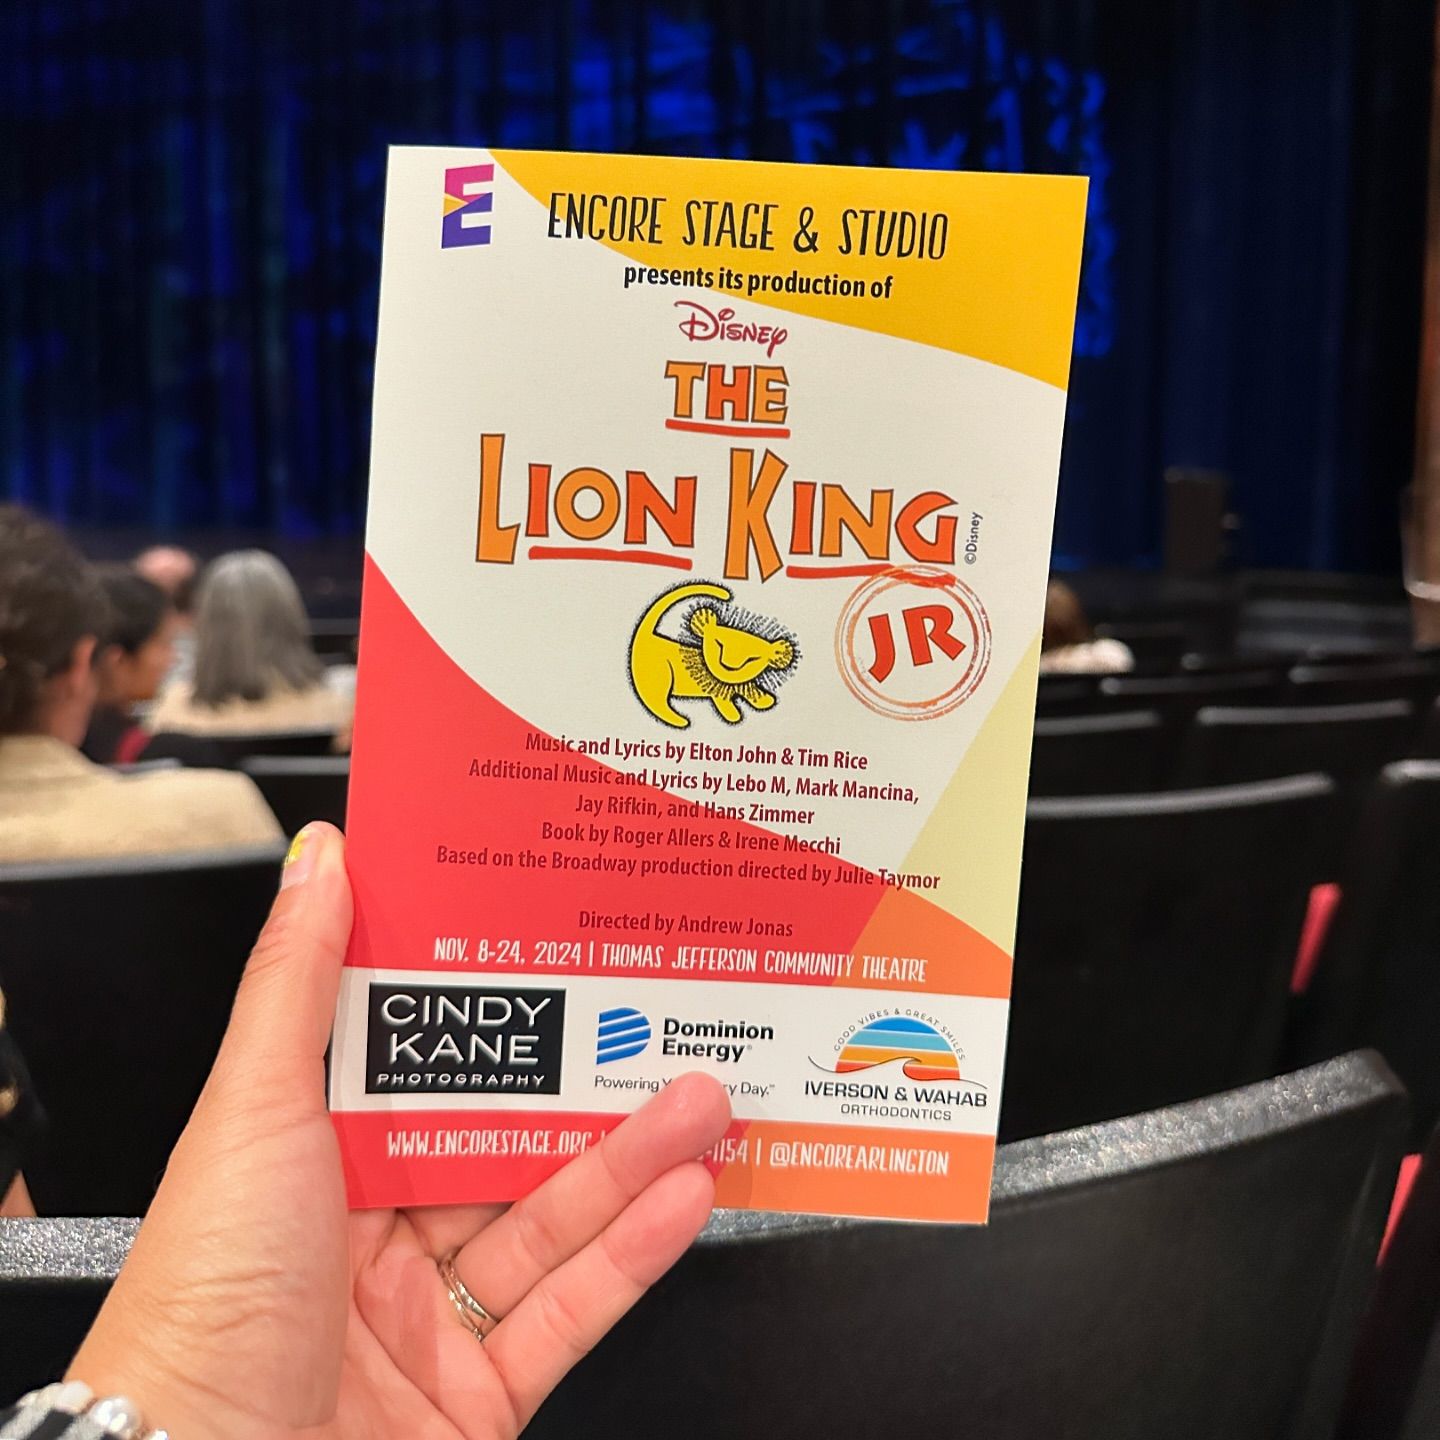 E
ENCORE STAGE & STUDIO
presents its production of
Disney
THE
LION KING
©Disney
JR
Music and Lyrics by Elton John & Tim Rice
Additional Music and Lyrics by Lebo M, Mark Mancina,
Jay Rifkin, and Hans Zimmer
Book by Roger Allers & Irene Mecchi
Based on the Broadway production directed by Julie Taymor
Directed by Andrew Jonas
NOV. 8-24, 2024 | THOMAS JEFFERSON COMMUNITY THEATRE
CINDY
KANE
PHOTOGRAPHY
Dominion
Energy®
Powering Day.℠
GOOD VIBES & GREAT SMILES
IVERSON & WAHAB
ORTHODONTICS
WWW.ENCORESTAGE.ORG | -1154 | @ENCOREARLINGTON